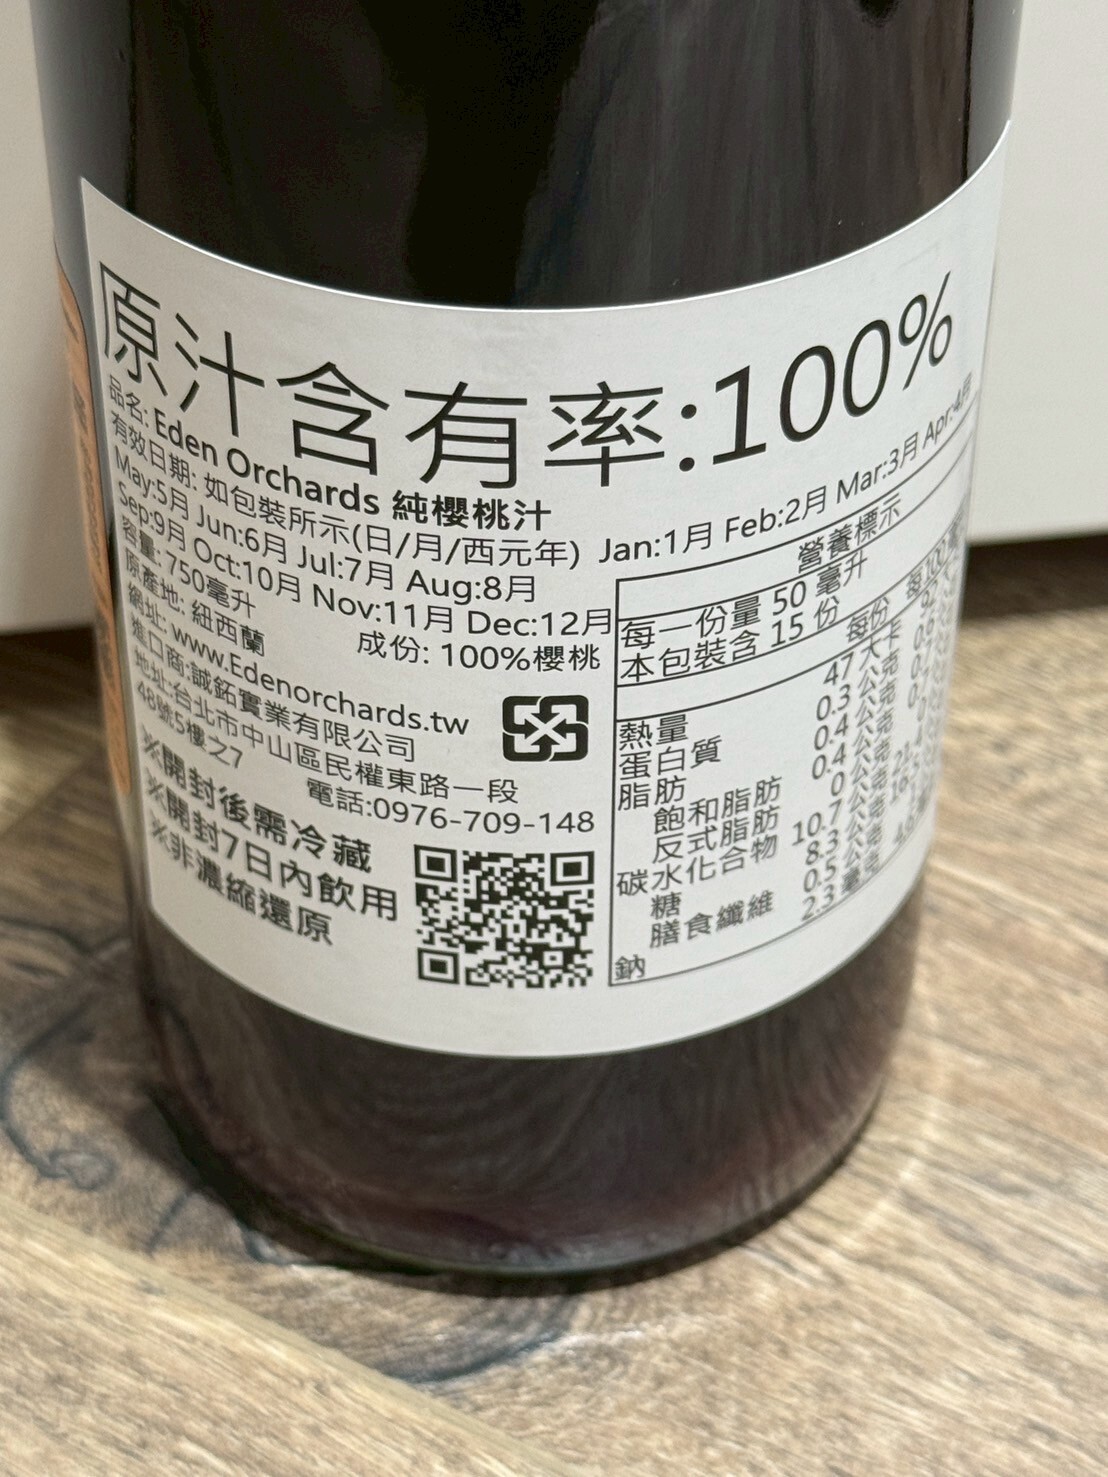 原汁含有率:100%
品名: Eden Orchards 純櫻桃汁
有效日期: 如包裝所示(日/月/西元年) Jan:1月 Feb:2月 Mar:3月 Apr:4月
May:5月 Jun:6月 Jul:7月 Aug:8月
Sep:9月 Oct:10月 Nov:11月 Dec:12月
容量: 750毫升
原產地: 紐西蘭
成份: 100%櫻桃
網址: www.Edenorchards.tw
進口商:誠鉐實業有限公司
地址:台北市中山區民權東路一段
48號5樓之7
電話:0976-709-148
※開封後需冷藏
※開封7日內飲用
※非濃縮還原
營養標示
每一份量 50 毫升
本包裝含 15 份
每份 每100毫
熱量 47 大卡
蛋白質 0.3 公克
脂肪 0.4 公克
飽和脂肪 0.4 公克
反式脂肪 0 公克
碳水化合物 10.7 公克
糖 8.3 公克
膳食纖維 0.5 公克
鈉 2.3 毫克